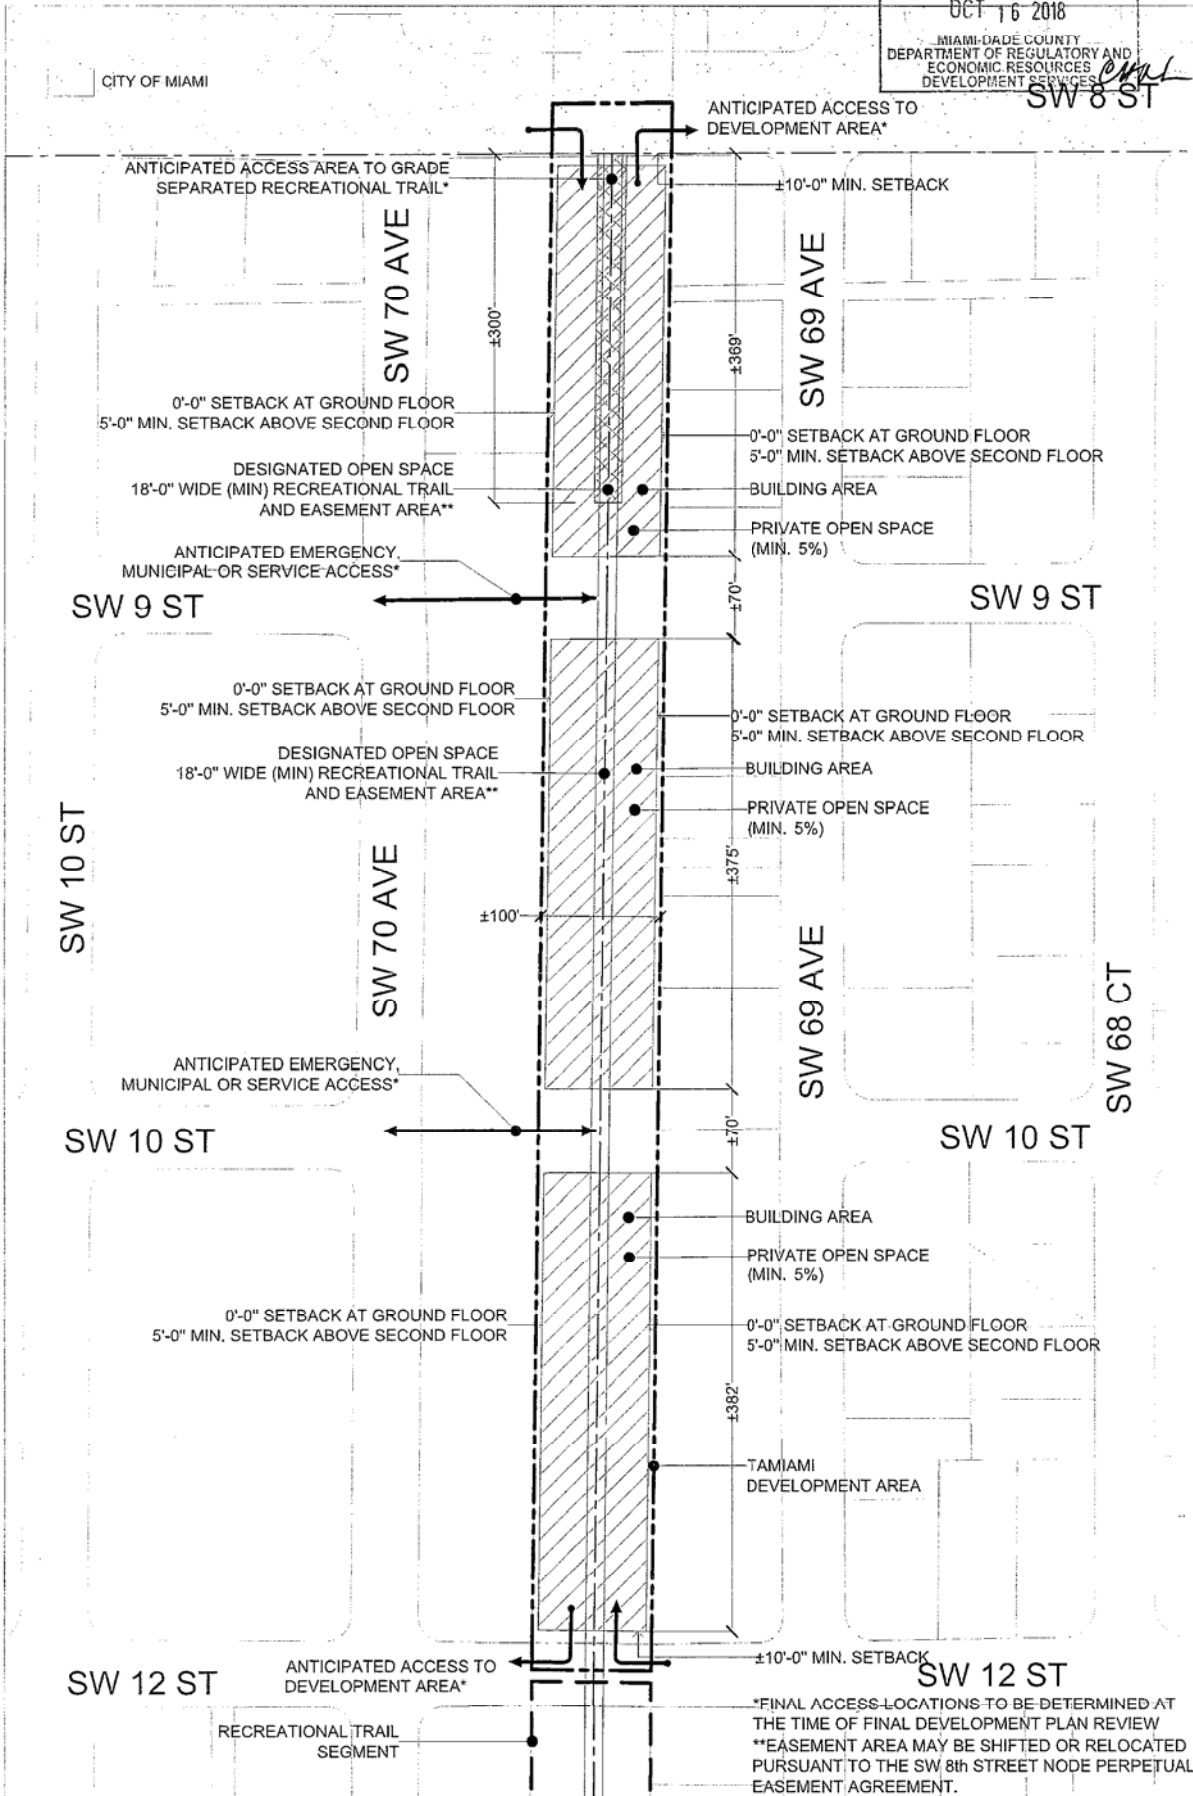 OCT 16 2018
MIAMI-DADE COUNTY
DEPARTMENT OF REGULATORY AND
ECONOMIC RESOURCES
DEVELOPMENT SERVICES
SW 8 ST
CITY OF MIAMI
ANTICIPATED ACCESS TO
DEVELOPMENT AREA*
ANTICIPATED ACCESS AREA TO GRADE
SEPARATED RECREATIONAL TRAIL*
±10'-0" MIN. SETBACK
SW 70 AVE
SW 69 AVE
±300'
±369'
0'-0" SETBACK AT GROUND FLOOR
5'-0" MIN. SETBACK ABOVE SECOND FLOOR
0'-0" SETBACK AT GROUND FLOOR
5'-0" MIN. SETBACK ABOVE SECOND FLOOR
DESIGNATED OPEN SPACE
18'-0" WIDE (MIN) RECREATIONAL TRAIL
AND EASEMENT AREA**
BUILDING AREA
PRIVATE OPEN SPACE
(MIN. 5%)
ANTICIPATED EMERGENCY,
MUNICIPAL OR SERVICE ACCESS*
±70'
SW 9 ST
SW 9 ST
0'-0" SETBACK AT GROUND FLOOR
5'-0" MIN. SETBACK ABOVE SECOND FLOOR
0'-0" SETBACK AT GROUND FLOOR
5'-0" MIN. SETBACK ABOVE SECOND FLOOR
DESIGNATED OPEN SPACE
18'-0" WIDE (MIN) RECREATIONAL TRAIL
AND EASEMENT AREA**
BUILDING AREA
PRIVATE OPEN SPACE
(MIN. 5%)
SW 10 ST
SW 70 AVE
±375'
±100'
SW 69 AVE
SW 68 CT
ANTICIPATED EMERGENCY,
MUNICIPAL OR SERVICE ACCESS*
±70'
SW 10 ST
SW 10 ST
BUILDING AREA
PRIVATE OPEN SPACE
(MIN. 5%)
0'-0" SETBACK AT GROUND FLOOR
5'-0" MIN. SETBACK ABOVE SECOND FLOOR
0'-0" SETBACK AT GROUND FLOOR
5'-0" MIN. SETBACK ABOVE SECOND FLOOR
±382'
TAMIAMI
DEVELOPMENT AREA
±10'-0" MIN. SETBACK
SW 12 ST
ANTICIPATED ACCESS TO
DEVELOPMENT AREA*
SW 12 ST
RECREATIONAL TRAIL
SEGMENT
*FINAL ACCESS LOCATIONS TO BE DETERMINED AT
THE TIME OF FINAL DEVELOPMENT PLAN REVIEW
**EASEMENT AREA MAY BE SHIFTED OR RELOCATED
PURSUANT TO THE SW 8th STREET NODE PERPETUAL
EASEMENT AGREEMENT.